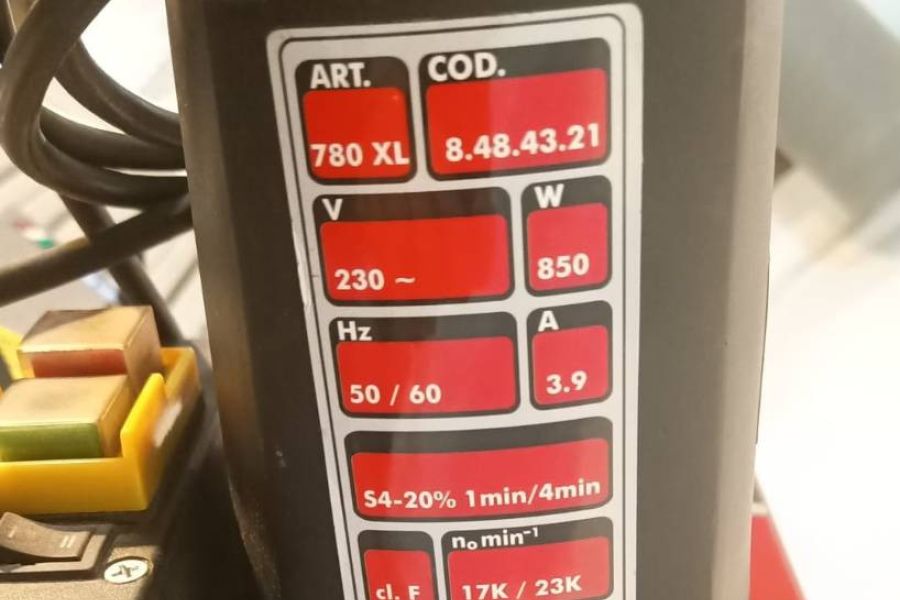 ART. COD.
780 XL 8.48.43.21
V W
230 ~ 850
Hz A
50 / 60 3.9
S4-20% 1min/4min
n₀ min⁻¹
cl. F 17K / 23K